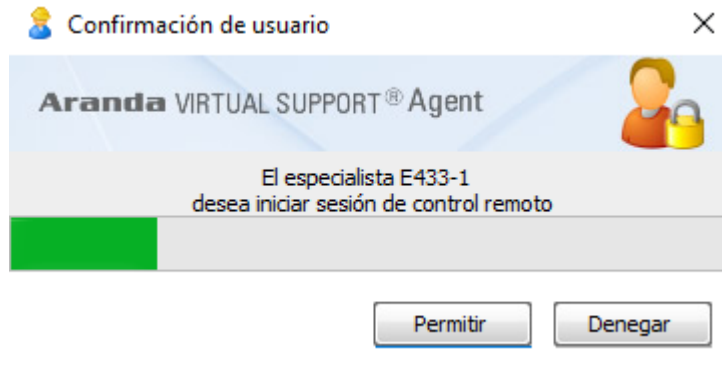 Confirmación de usuario
Aranda VIRTUAL SUPPORT® Agent
El especialista E433-1
desea iniciar sesión de control remoto
Permitir
Denegar